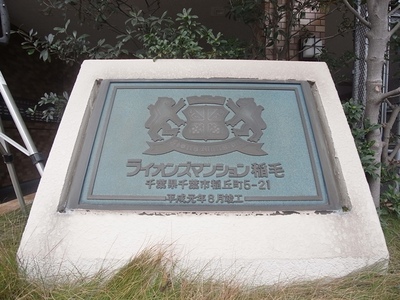 ライオンズマンション稲毛
千葉県千葉市稲丘町5-21
平成元年8月竣工